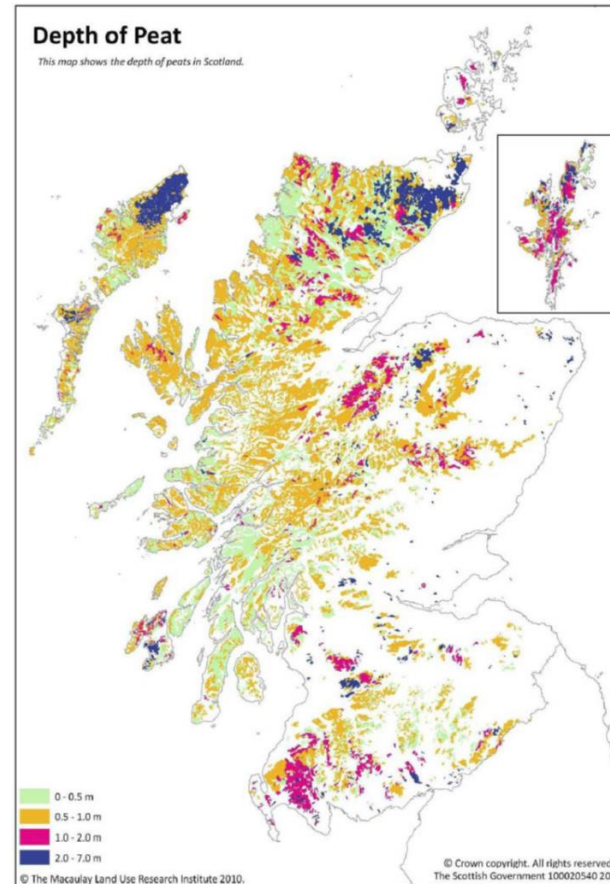 Depth of Peat
This map shows the depth of peats in Scotland.
0 - 0.5 m
0.5 - 1.0 m
1.0 - 2.0 m
2.0 - 7.0 m
© Crown copyright. All rights reserved
© The Macaulay Land Use Research Institute 2010.
The Scottish Government 100020540 20